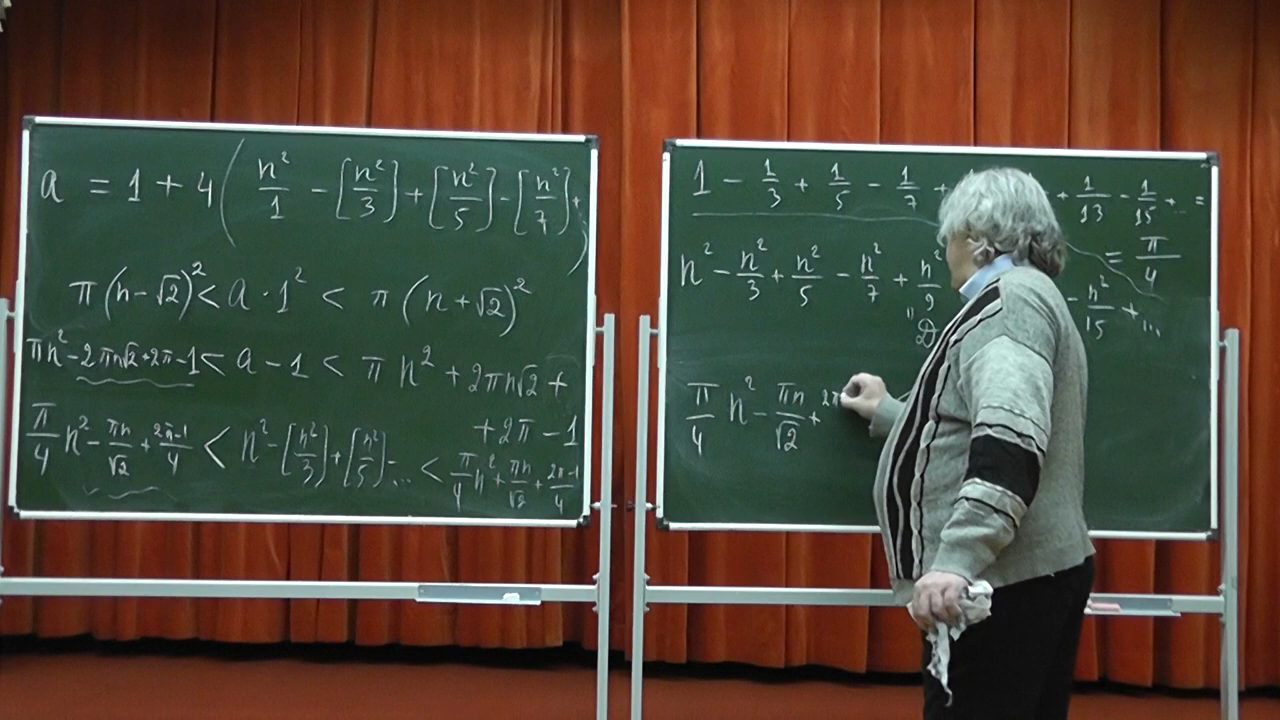 a = 1 + 4 ( n²/1 - [n²/3] + [n²/5] - [n²/7] + )
π(n-√2)² < a · 1² < π (n + √2)²
πn² - 2πn√2 + 2π - 1 < a - 1 < π n² + 2πn√2 +
+ 2π - 1
π/4 n² - πn/√2 + 2π-1/4 < n² - [n²/3] + [n²/5] - ... < π/4 n² + πn/√2 + 2π-1/4
1 - 1/3 + 1/5 - 1/7 + + 1/13 - 1/15 + .. =
= π/4
n² - n²/3 + n²/5 - n²/7 + n²/9 - n²/15 + ...
" D
π/4 n² - πn/√2 + 2π